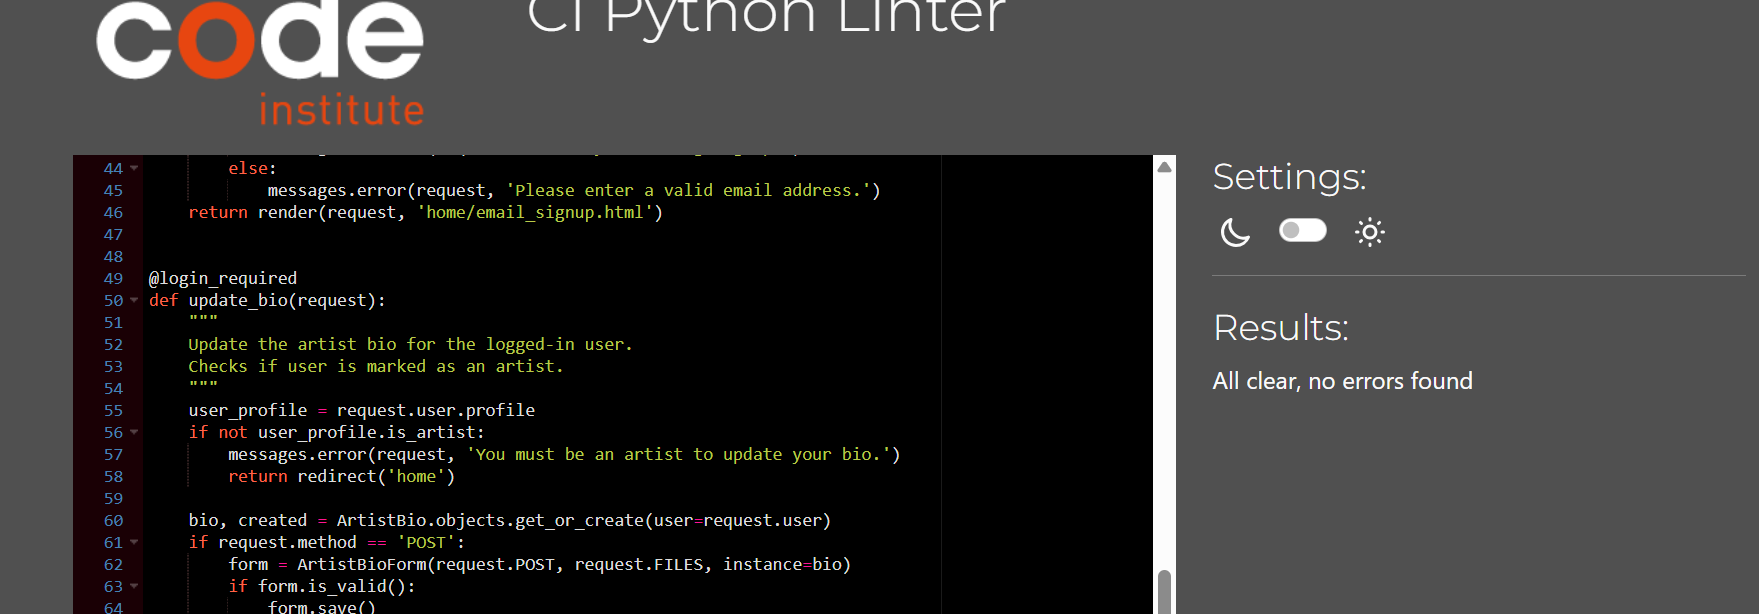 code
institute
CI Python Linter
44 else:
45 messages.error(request, 'Please enter a valid email address.')
46 return render(request, 'home/email_signup.html')
47
48
49 @login_required
50 def update_bio(request):
51 """
52 Update the artist bio for the logged-in user.
53 Checks if user is marked as an artist.
54 """
55 user_profile = request.user.profile
56 if not user_profile.is_artist:
57 messages.error(request, 'You must be an artist to update your bio.')
58 return redirect('home')
59
60 bio, created = ArtistBio.objects.get_or_create(user=request.user)
61 if request.method == 'POST':
62 form = ArtistBioForm(request.POST, request.FILES, instance=bio)
63 if form.is_valid():
64 form.save()
Settings:
Results:
All clear, no errors found